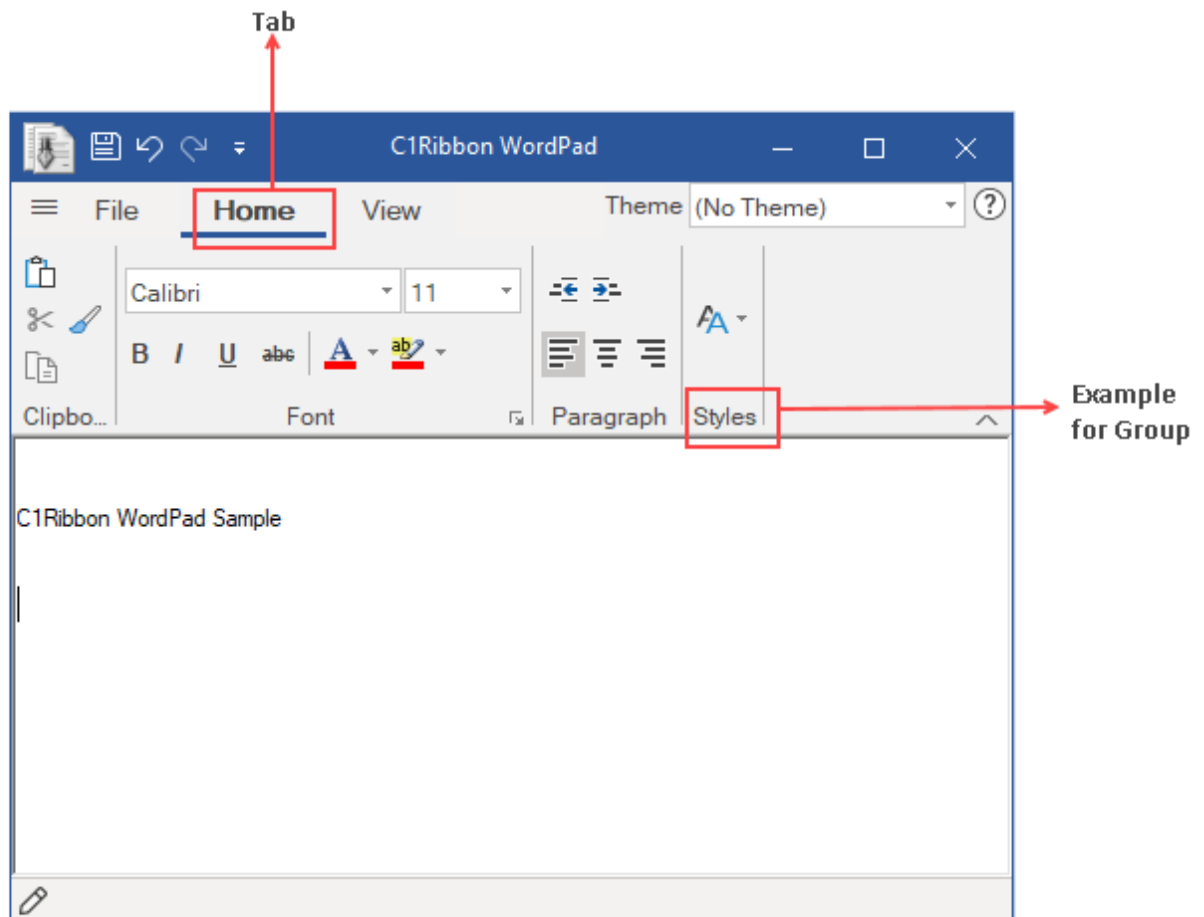 Tab
C1Ribbon WordPad
File Home View Theme (No Theme) ?
Calibri 11
B I U abc A ab
A A
Clipbo... Font Paragraph Styles
Example
for Group
C1Ribbon WordPad Sample